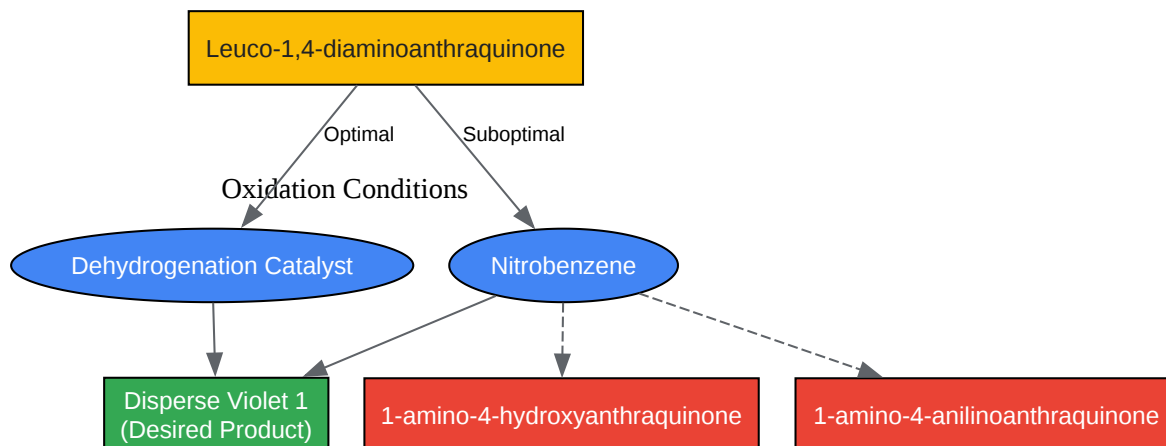 Leuco-1,4-diaminoanthraquinone
Optimal
Suboptimal
Oxidation Conditions
Dehydrogenation Catalyst
Nitrobenzene
Disperse Violet 1
(Desired Product)
1-amino-4-hydroxyanthraquinone
1-amino-4-anilinoanthraquinone